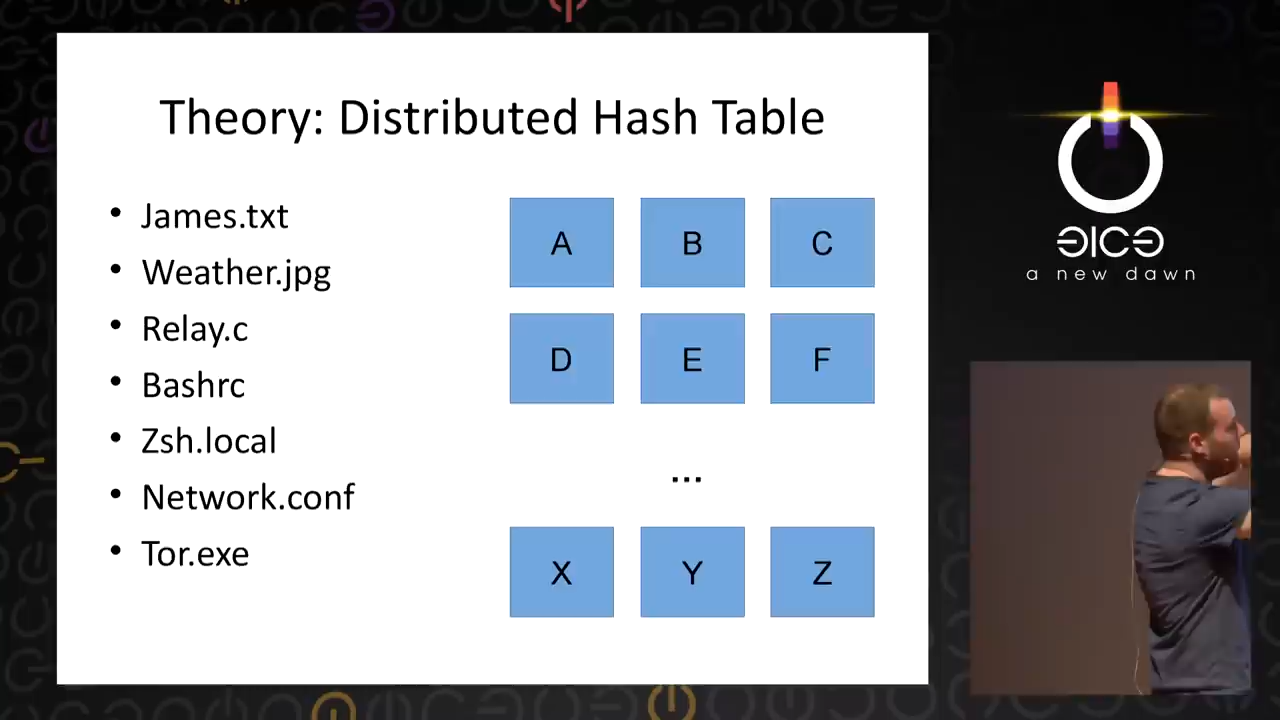 Theory: Distributed Hash Table
• James.txt
• Weather.jpg
• Relay.c
• Bashrc
• Zsh.local
• Network.conf
• Tor.exe
A B C
D E F
...
X Y Z
a new dawn